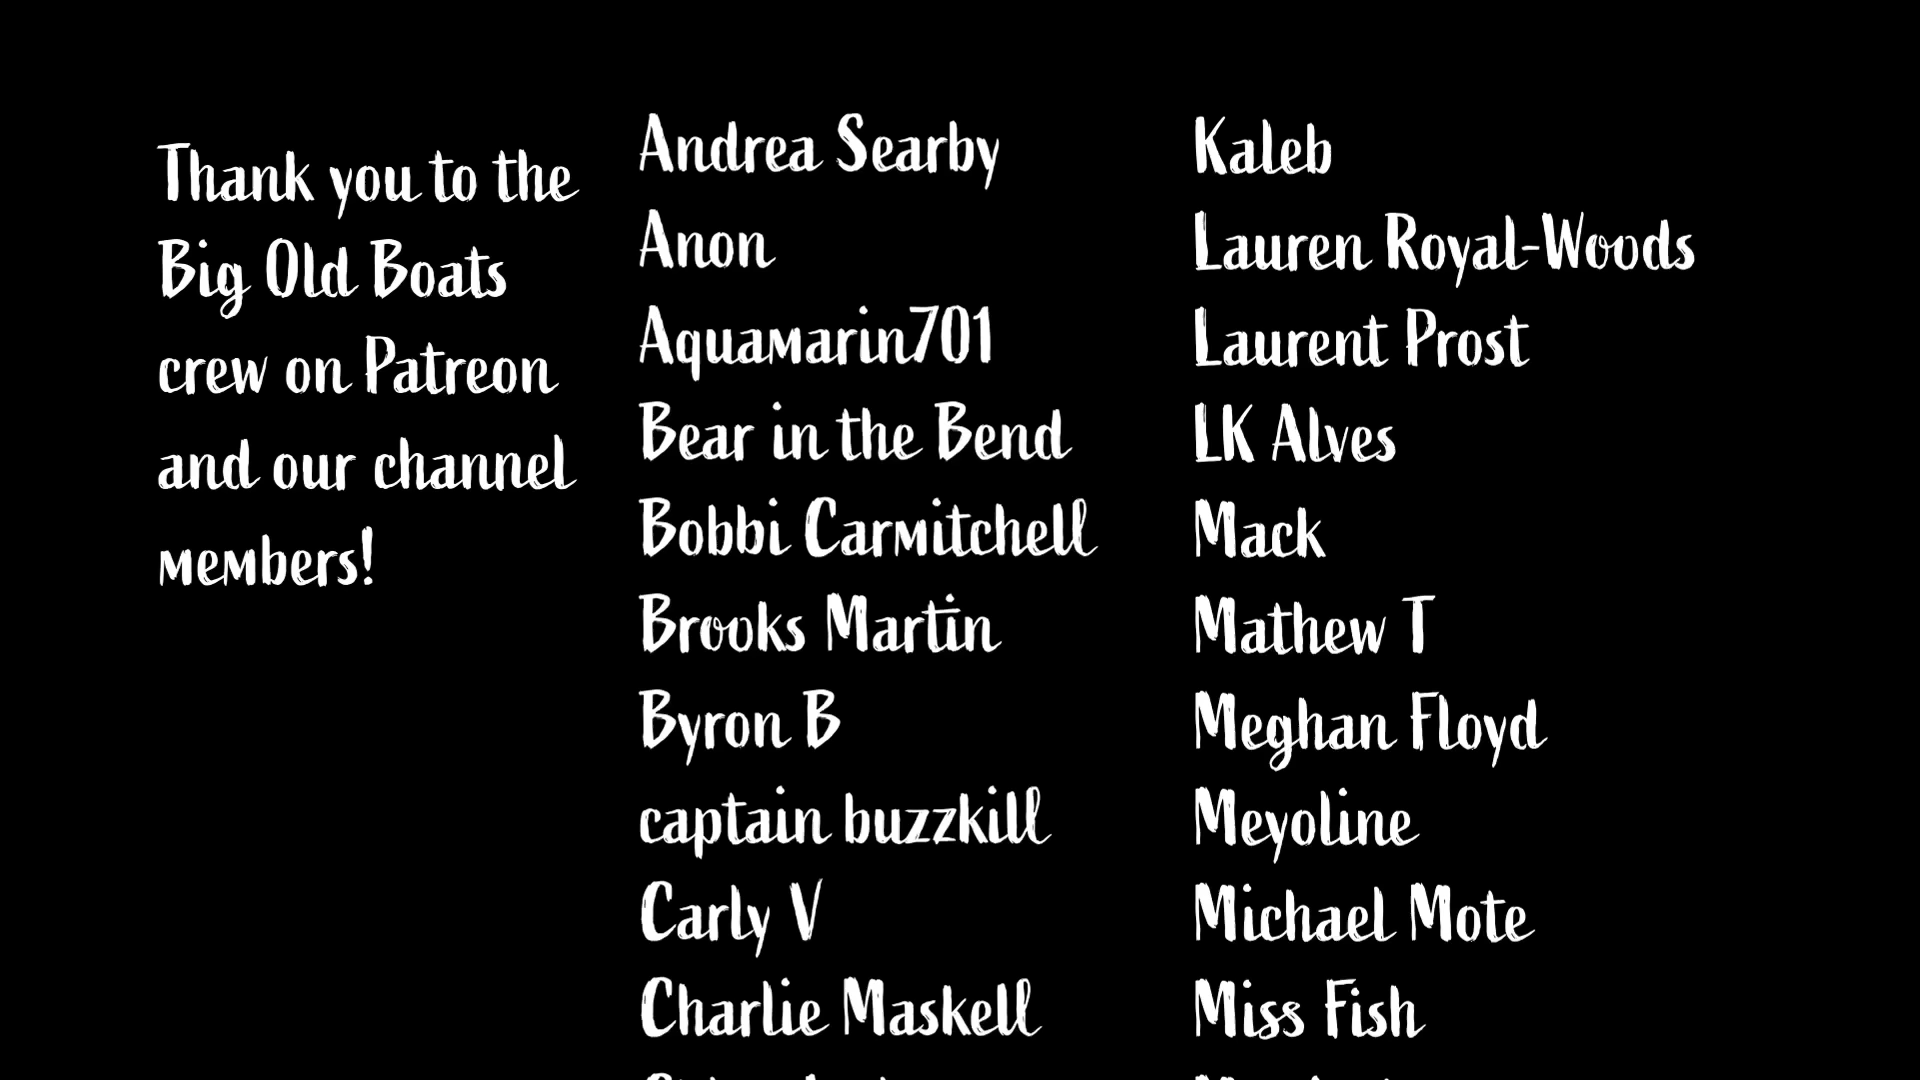 Thank you to the
Big Old Boats
crew on Patreon
and our channel
members!
Andrea Searby
Anon
Aquamarin701
Bear in the Bend
Bobbi Carmitchell
Brooks Martin
Byron B
captain buzzkill
Carly V
Charlie Maskell
Kaleb
Lauren Royal-Woods
Laurent Prost
LK Alves
Mack
Mathew T
Meghan Floyd
Meyoline
Michael Mote
Miss Fish